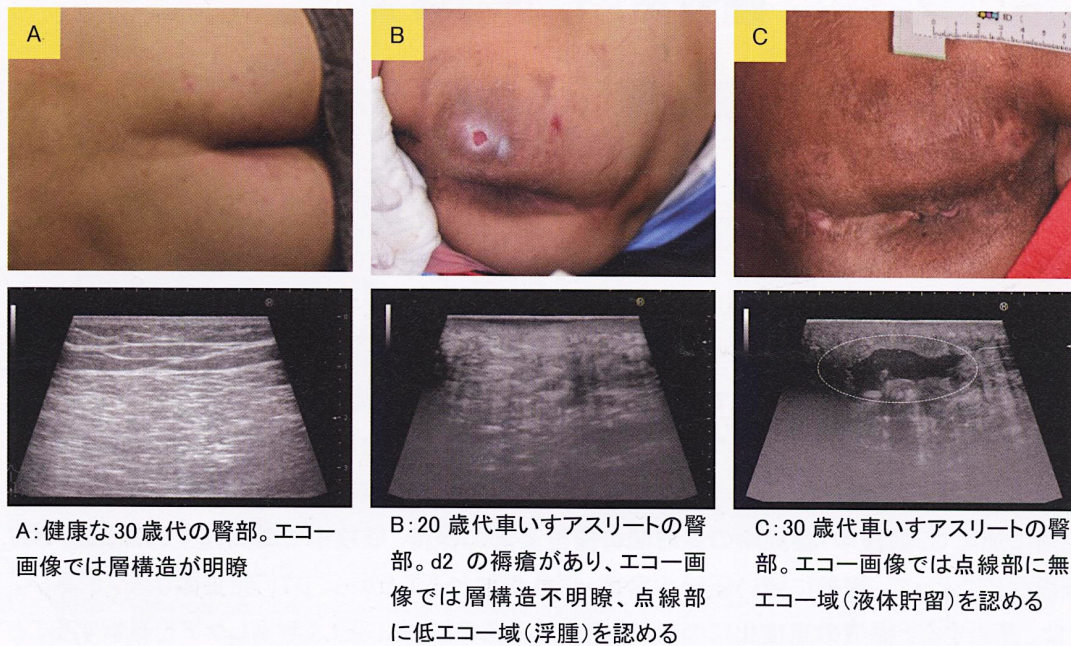 A
B
C
A:健康な30歳代の臀部。エコー
画像では層構造が明瞭
B:20 歳代車いすアスリートの臀
部。d2 の褥瘡があり、エコー画
像では層構造不明瞭、点線部
に低エコー域(浮腫)を認める
C:30 歳代車いすアスリートの臀
部。エコー画像では点線部に無
エコー域(液体貯留)を認める